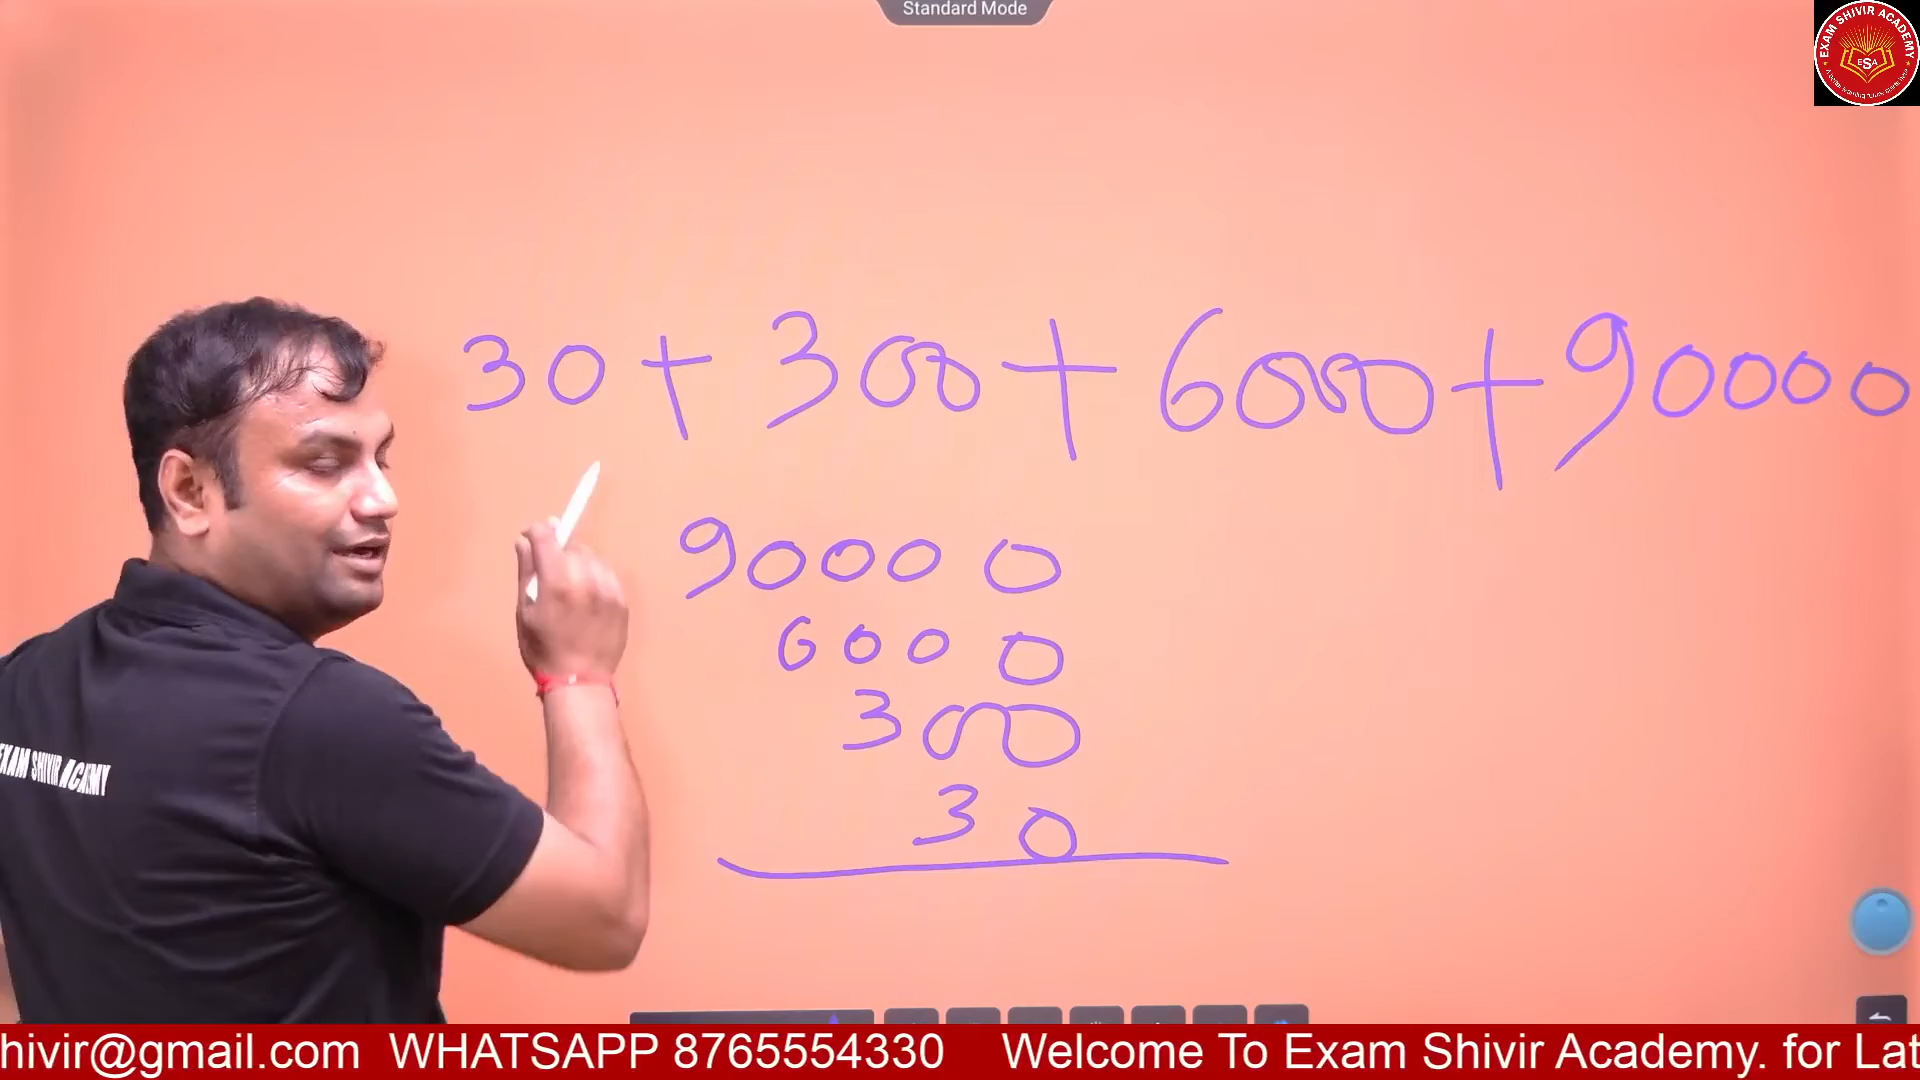 Standard Mode
EXAM SHIVIR ACADEMY
ESA
30 + 300 + 6000 + 90000
90000
6000
300
30
EXAM SHIVIR ACADEMY
hivir@gmail.com WHATSAPP 8765554330 Welcome To Exam Shivir Academy. for Lat